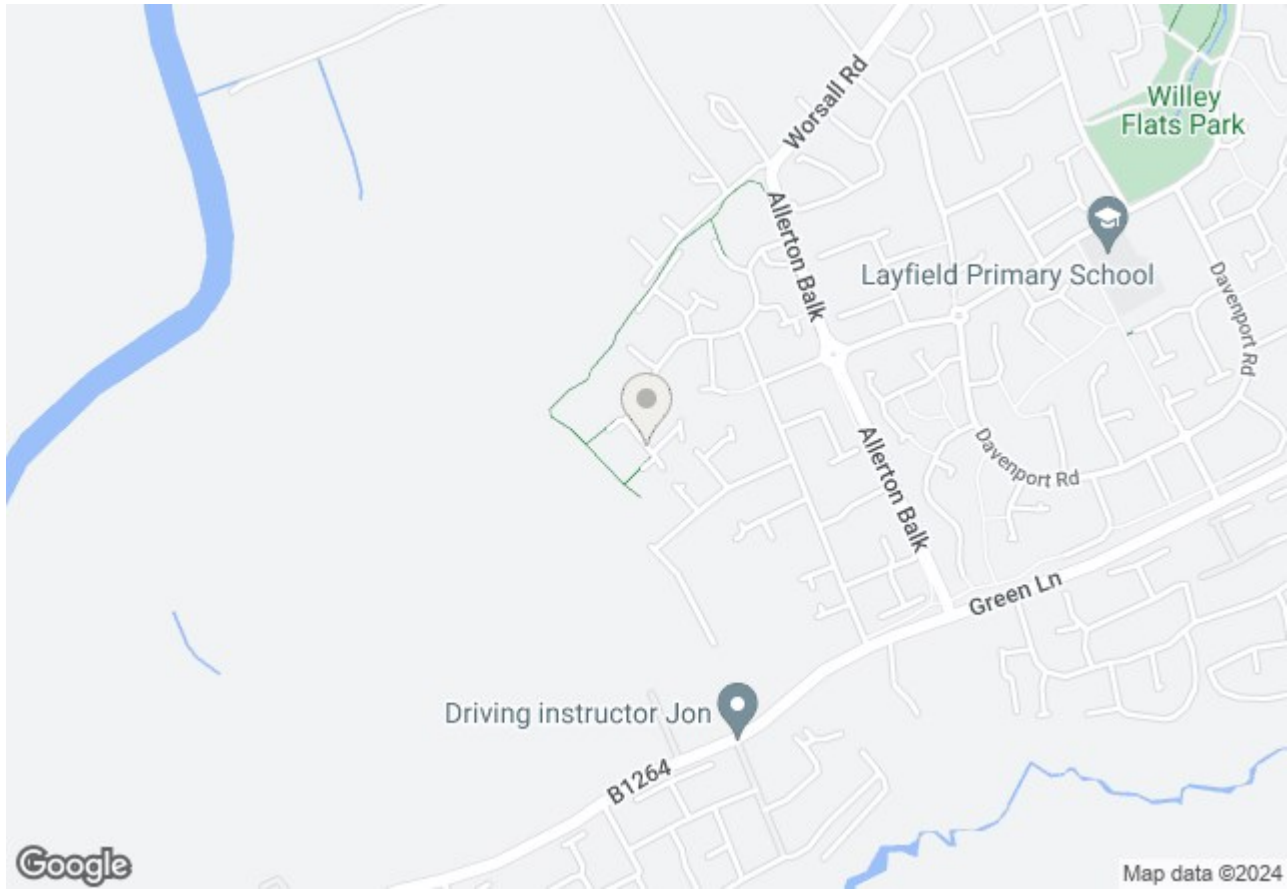 Worsall Rd
Willey
Flats Park
Allerton Balk
Layfield Primary School
Davenport Rd
Allerton Balk
Davenport Rd
Green Ln
Driving instructor Jon
B1264
Google
Map data ©2024